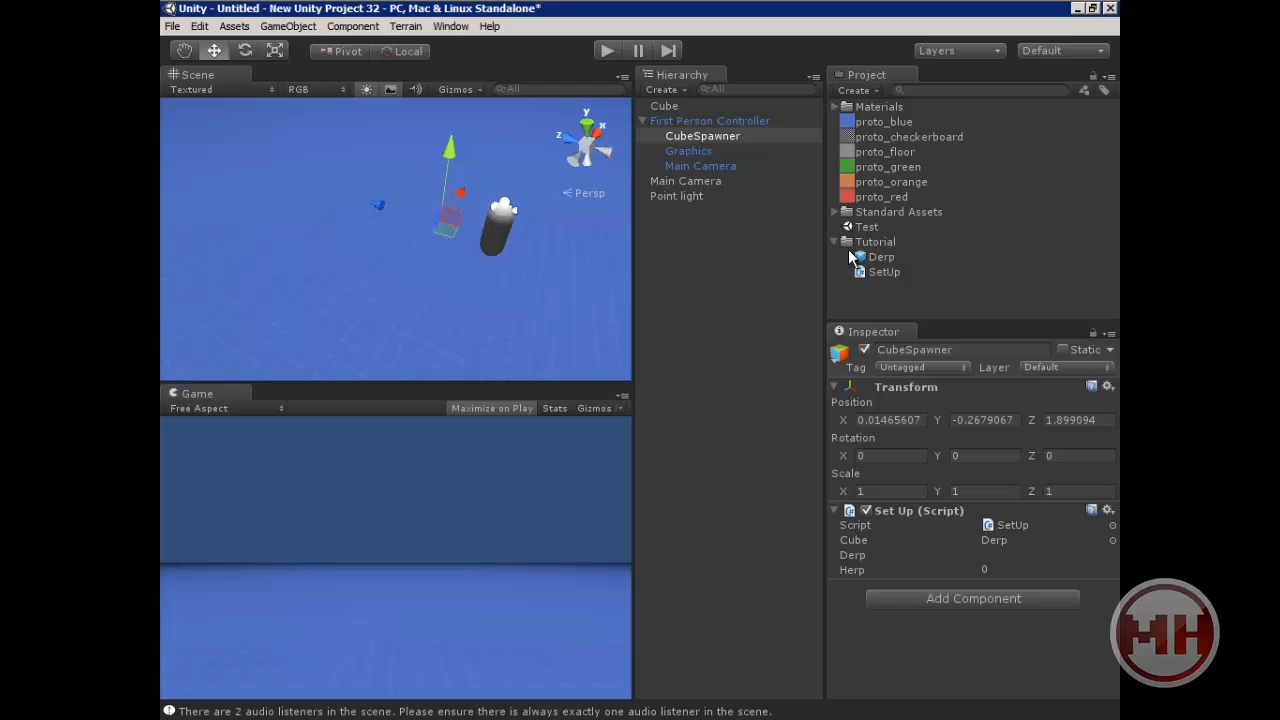 Unity - Untitled - New Unity Project 32 - PC, Mac & Linux Standalone*
File Edit Assets GameObject Component Terrain Window Help
Pivot Local Layers Default
Scene
Textured RGB Gizmos All
y
x
z
Persp
Game
Free Aspect Maximize on Play Stats Gizmos
Hierarchy
Create All
Cube
First Person Controller
CubeSpawner
Graphics
Main Camera
Main Camera
Point light
Project
Create
Materials
proto_blue
proto_checkerboard
proto_floor
proto_green
proto_orange
proto_red
Standard Assets
Test
Tutorial
Derp
SetUp
Inspector
CubeSpawner Static
Tag Untagged Layer Default
Transform
Position
X 0.01465607 Y -0.2679067 Z 1.899094
Rotation
X 0 Y 0 Z 0
Scale
X 1 Y 1 Z 1
Set Up (Script)
Script SetUp
Cube Derp
Derp
Herp 0
Add Component
MH
There are 2 audio listeners in the scene. Please ensure there is always exactly one audio listener in the scene.